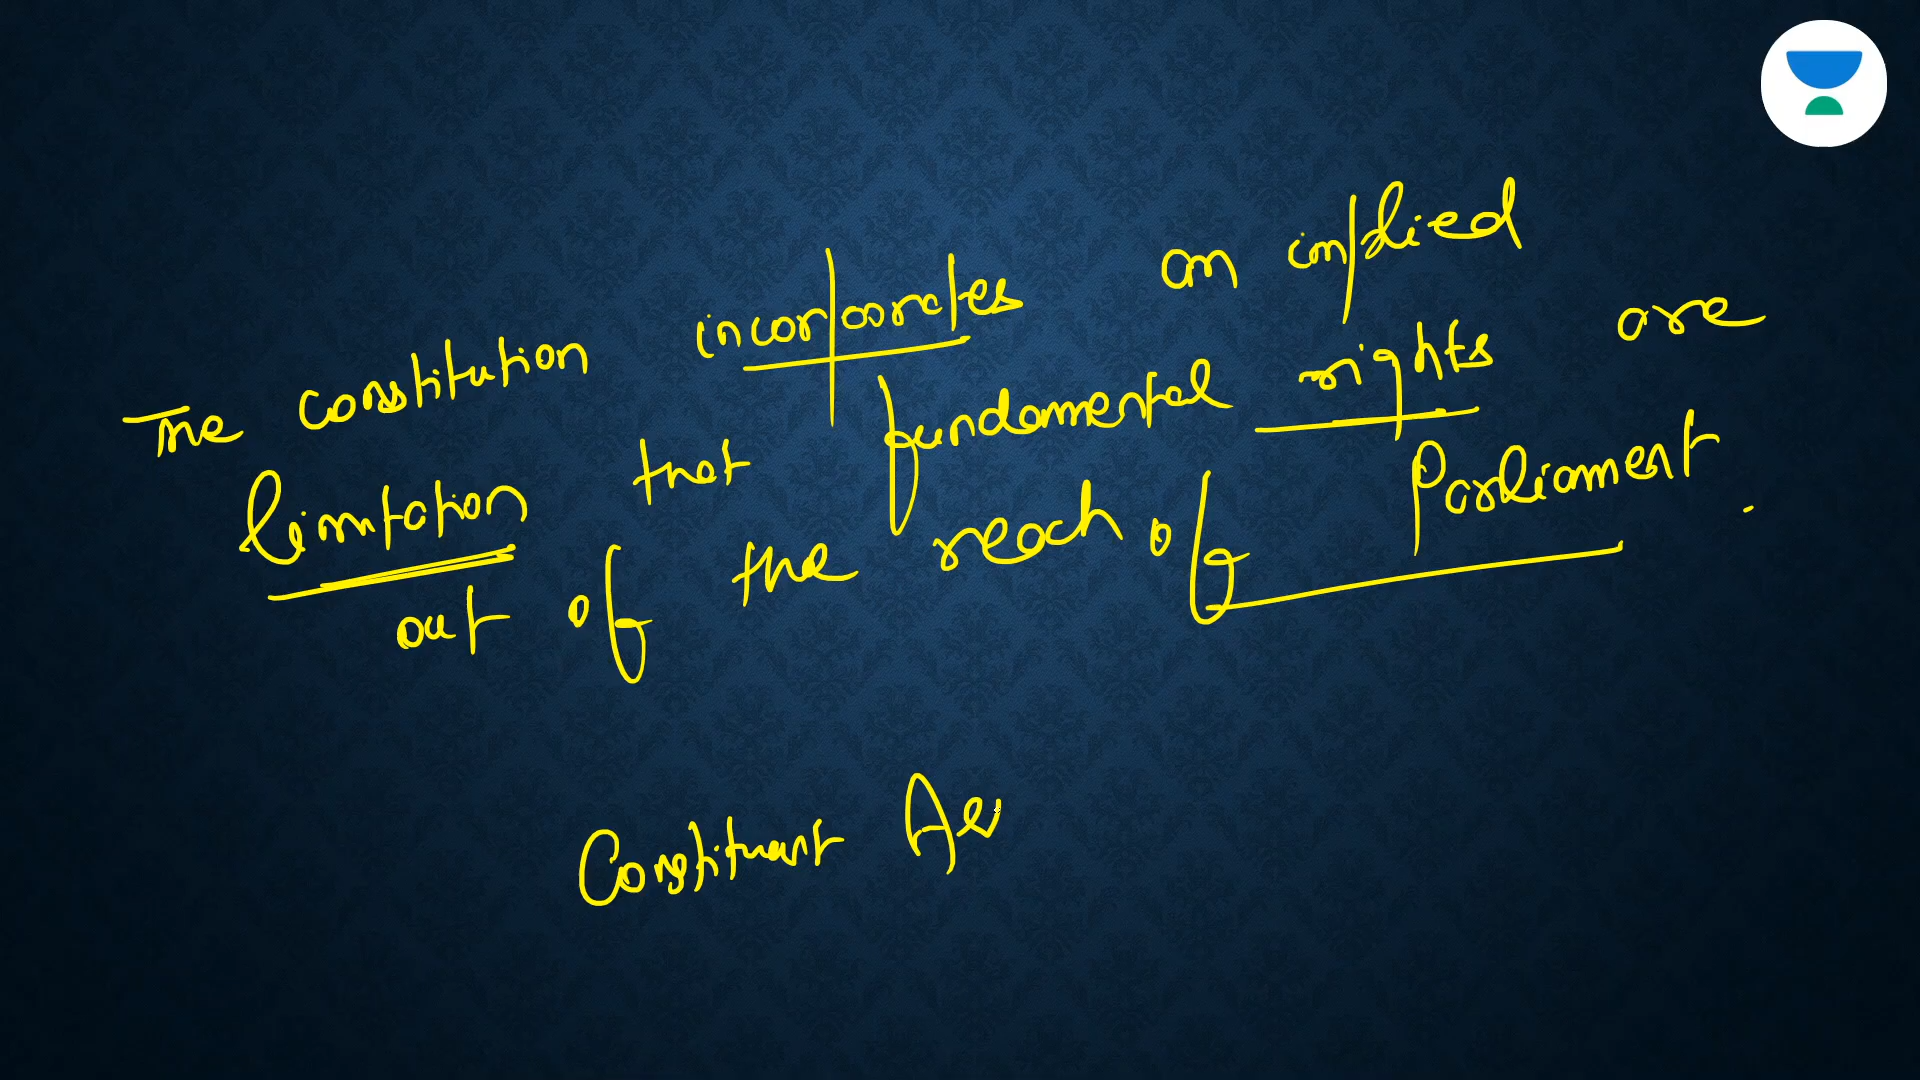 The constitution incorporates an implied
limitation that fundamental rights are
out of the reach of Parliament.
Constituent